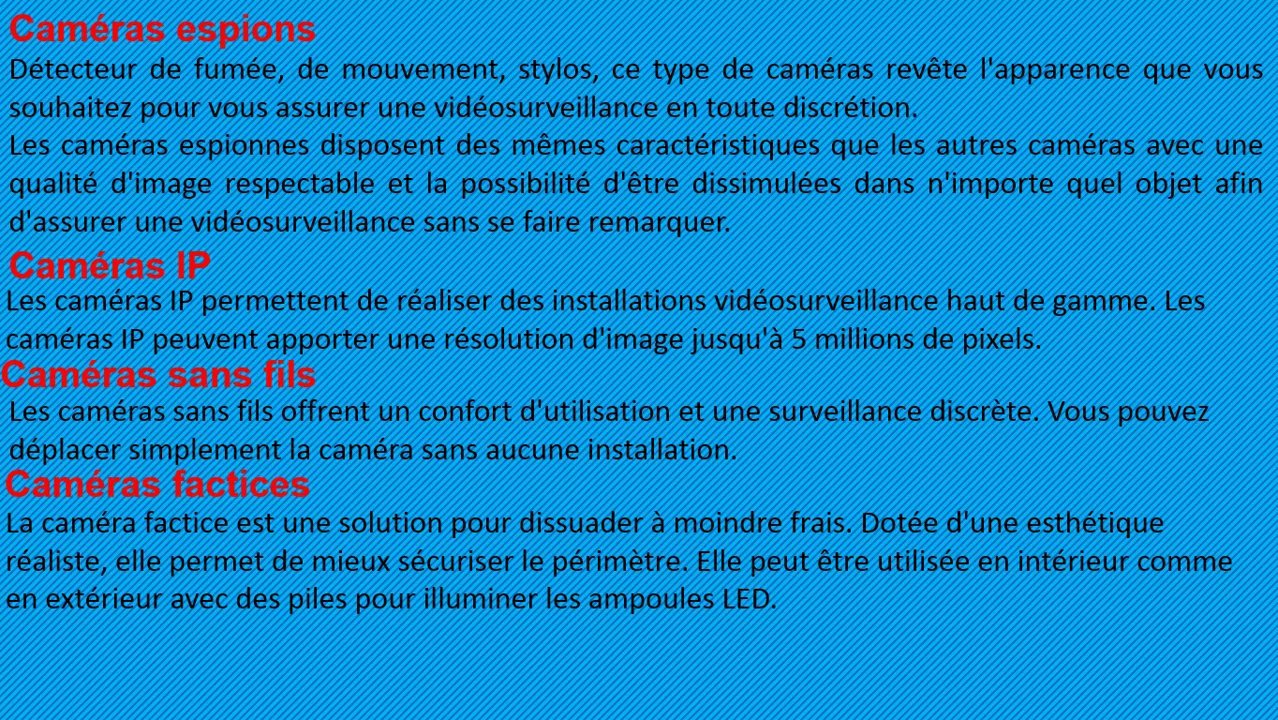 Caméras espions
Détecteur de fumée, de mouvement, stylos, ce type de caméras revête l'apparence que vous
souhaitez pour vous assurer une vidéosurveillance en toute discrétion.
Les caméras espionnes disposent des mêmes caractéristiques que les autres caméras avec une
qualité d'image respectable et la possibilité d'être dissimulées dans n'importe quel objet afin
d'assurer une vidéosurveillance sans se faire remarquer.
Caméras IP
Les caméras IP permettent de réaliser des installations vidéosurveillance haut de gamme. Les
caméras IP peuvent apporter une résolution d'image jusqu'à 5 millions de pixels.
Caméras sans fils
Les caméras sans fils offrent un confort d'utilisation et une surveillance discrète. Vous pouvez
déplacer simplement la caméra sans aucune installation.
Caméras factices
La caméra factice est une solution pour dissuader à moindre frais. Dotée d'une esthétique
réaliste, elle permet de mieux sécuriser le périmètre. Elle peut être utilisée en intérieur comme
en extérieur avec des piles pour illuminer les ampoules LED.